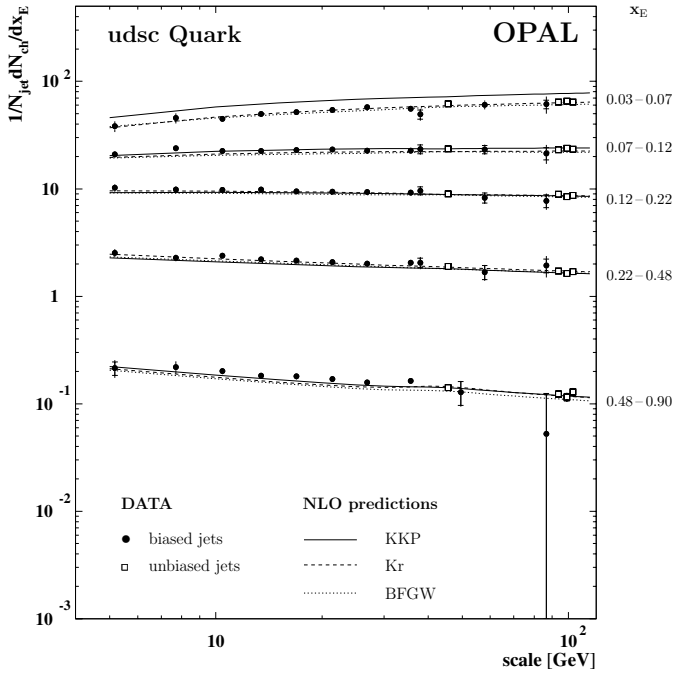 x_E
udsc Quark OPAL
1/N_jet dN_ch/dx_E
10^2
0.03−0.07
0.07−0.12
10
0.12−0.22
0.22−0.48
1
10^-1
0.48−0.90
10^-2
10^-3
DATA NLO predictions
biased jets KKP
unbiased jets Kr
BFGW
10 10^2
scale [GeV]